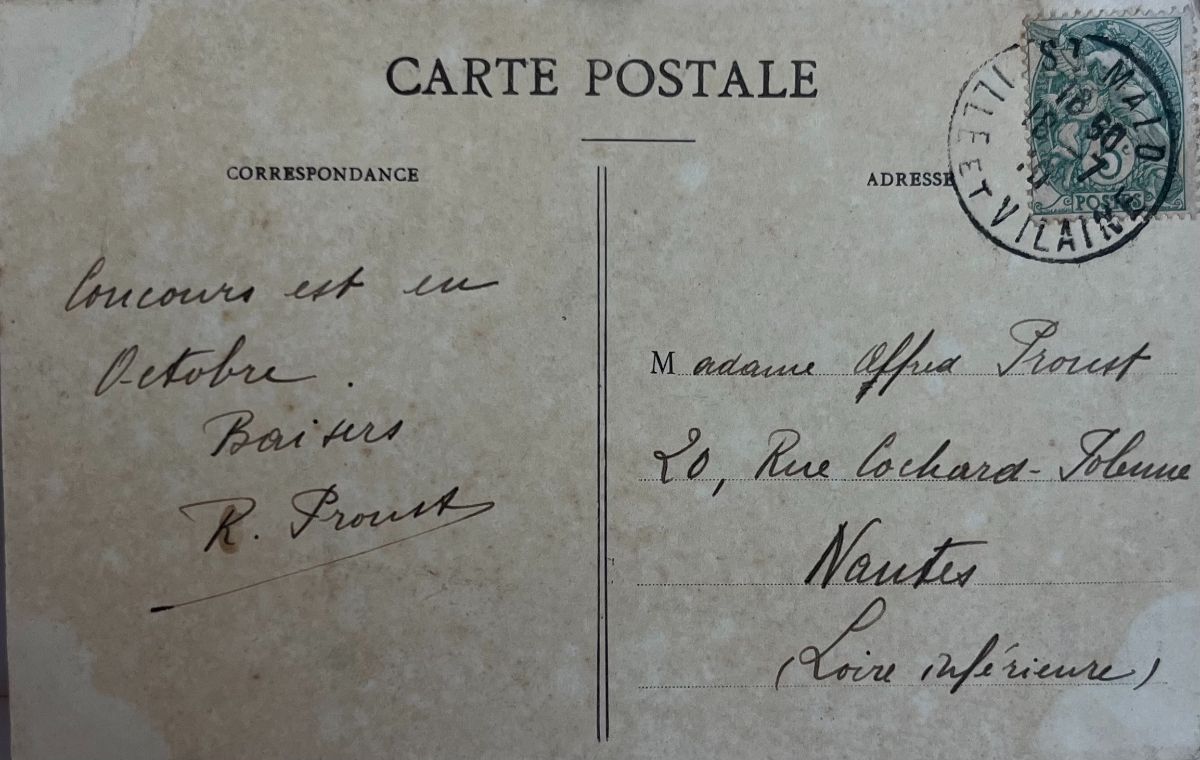 CARTE POSTALE
CORRESPONDANCE
ADRESSE
ST MALO
ILLE ET VILAINE
5c
POSTES
Concours est en
Octobre.
Baisers
R. Proust
Madame Alfred Proust
20, Rue Cochard-
Nantes
(Loire inférieure)